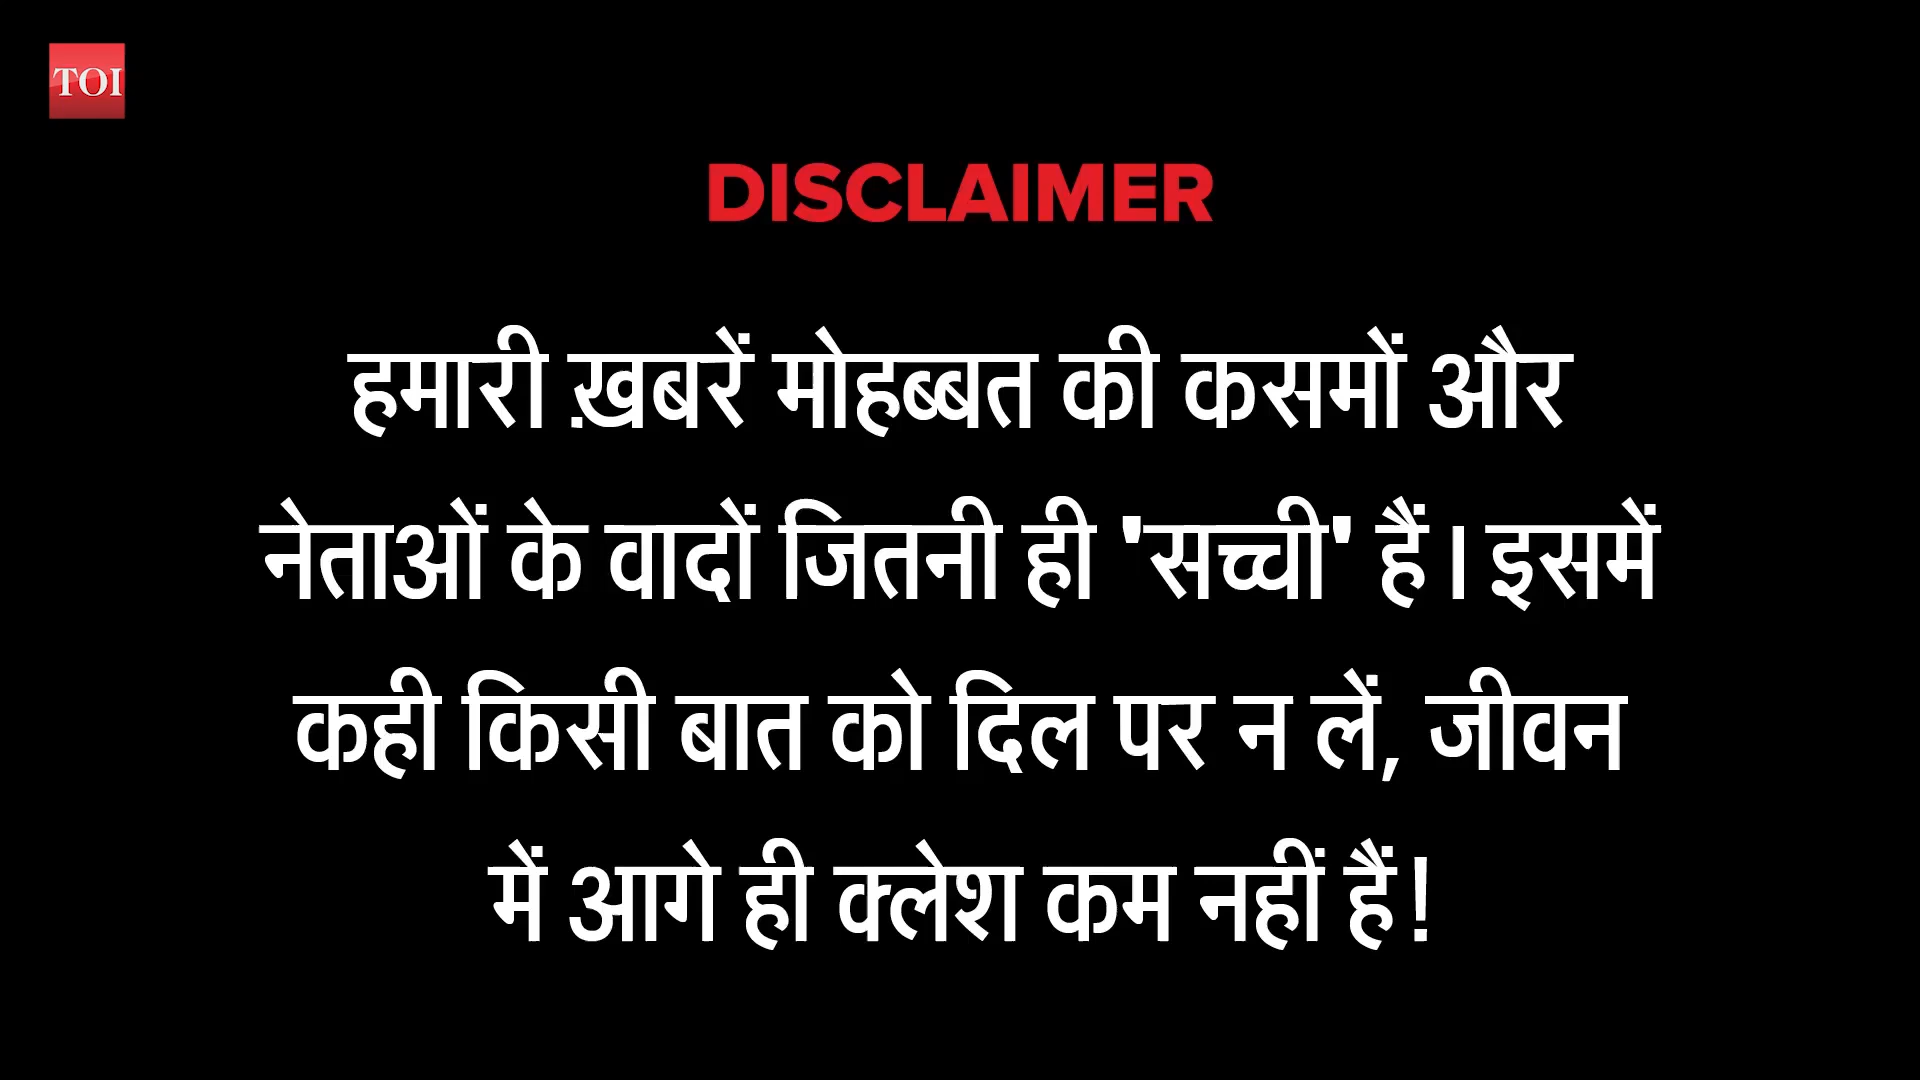 TOI
DISCLAIMER
हमारी ख़बरें मोहब्बत की कसमों और
नेताओं के वादों जितनी ही 'सच्ची' हैं। इसमें
कही किसी बात को दिल पर न लें, जीवन
में आगे ही क्लेश कम नहीं हैं!